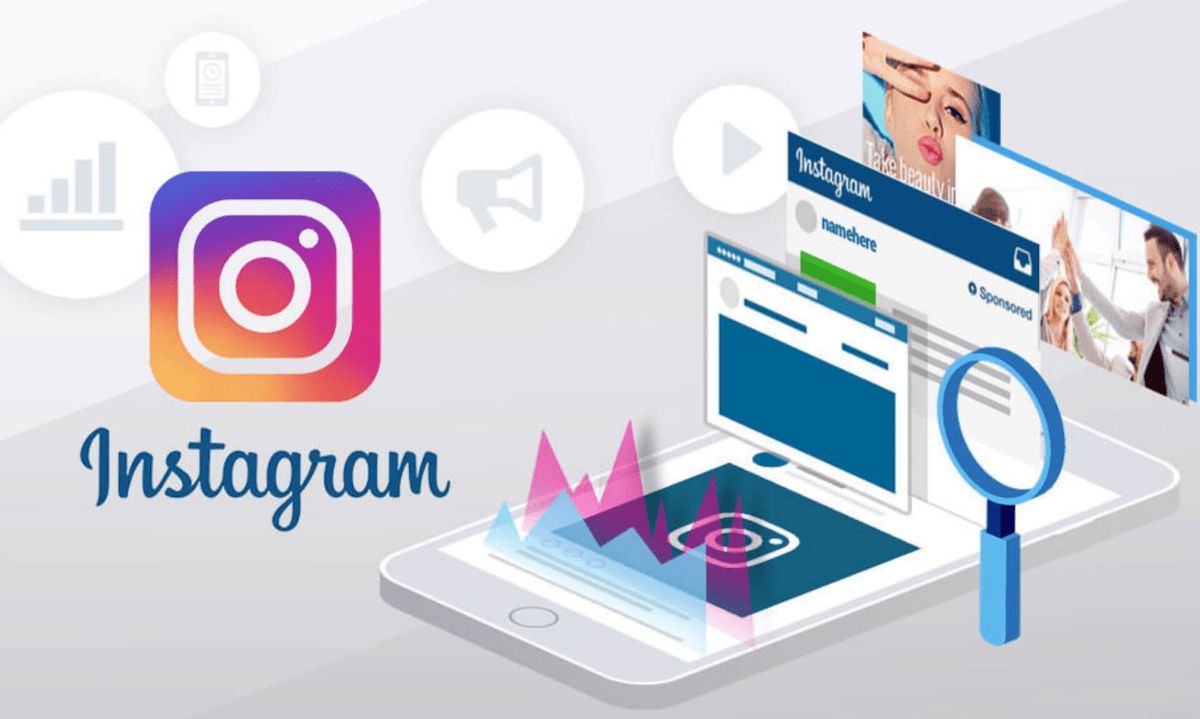 Instagram
Take beauty in
Instagram
namehere
Sponsored